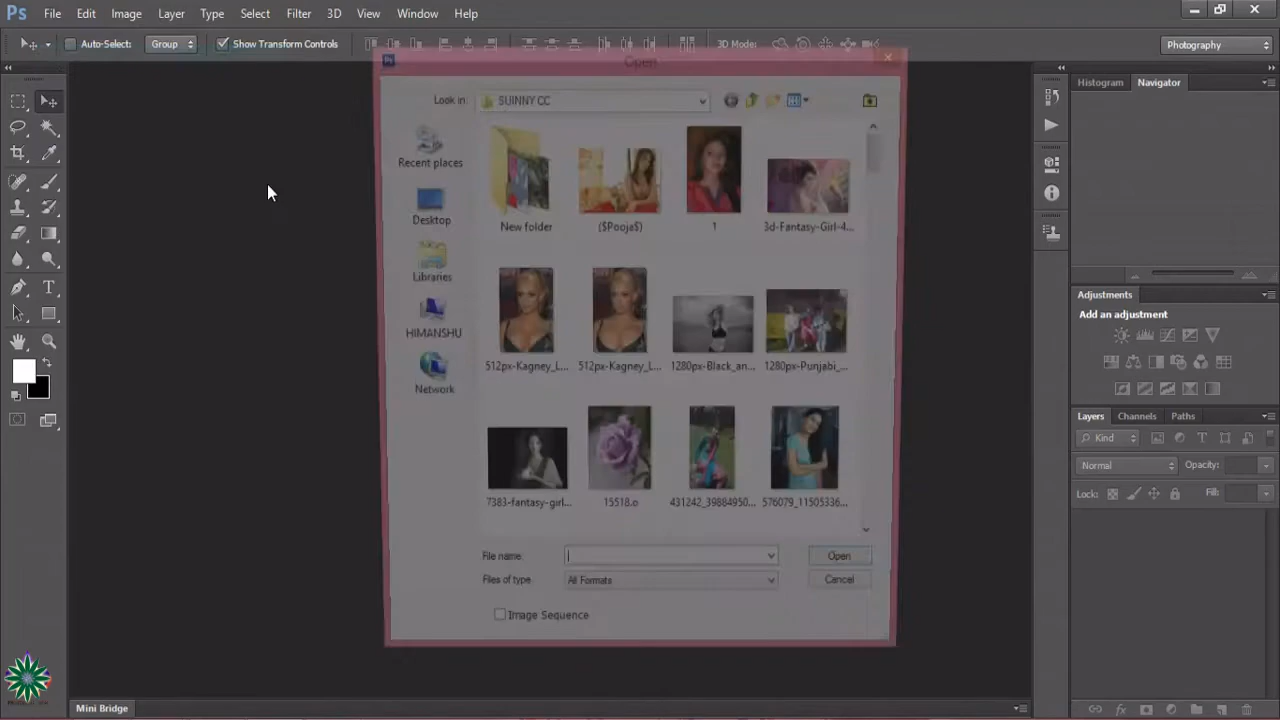 Ps File Edit Image Layer Type Select Filter 3D View Window Help
Auto-Select: Group Show Transform Controls 3D Mode: Photography
Open
Look in: SUINNY CC
Recent places
Desktop
Libraries
HIMANSHU
Network
New folder ($Pooja$) 1 3d-Fantasy-Girl-4...
512px-Kagney_L... 512px-Kagney_L... 1280px-Black_an... 1280px-Punjabi_...
7383-fantasy-girl... 15518.o 431242_39884950... 576079_11505336...
File name: Open
Files of type: All Formats Cancel
Image Sequence
Histogram Navigator
Adjustments
Add an adjustment
Layers Channels Paths
Kind
Normal Opacity:
Lock: Fill:
Mini Bridge